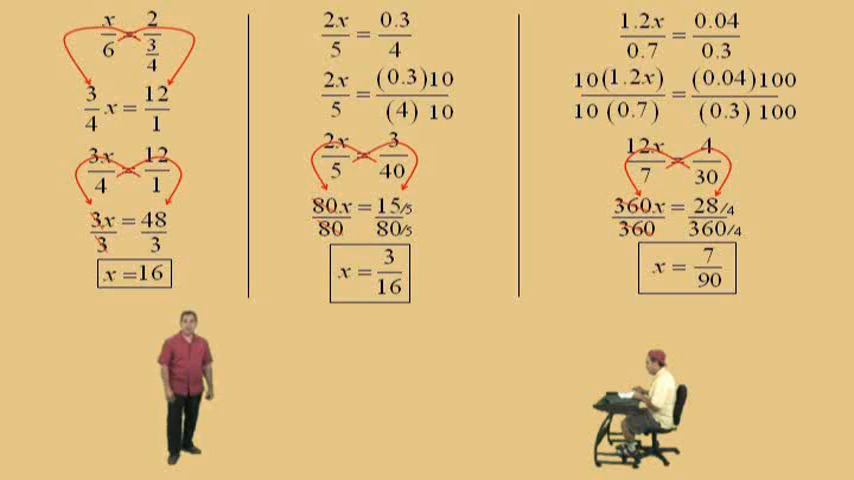 x/6 = 2/(3/4)
3/4 x = 12/1
3x/4 = 12/1
3x/3 = 48/3
x =16
2x/5 = 0.3/4
2x/5 = (0.3)10/(4) 10
2x/5 = 3/40
80x/80 = 15/5/80/5
x = 3/16
1.2x/0.7 = 0.04/0.3
10(1.2x)/10 (0.7) = (0.04)100/(0.3) 100
12x/7 = 4/30
360x/360 = 28/4/360/4
x = 7/90